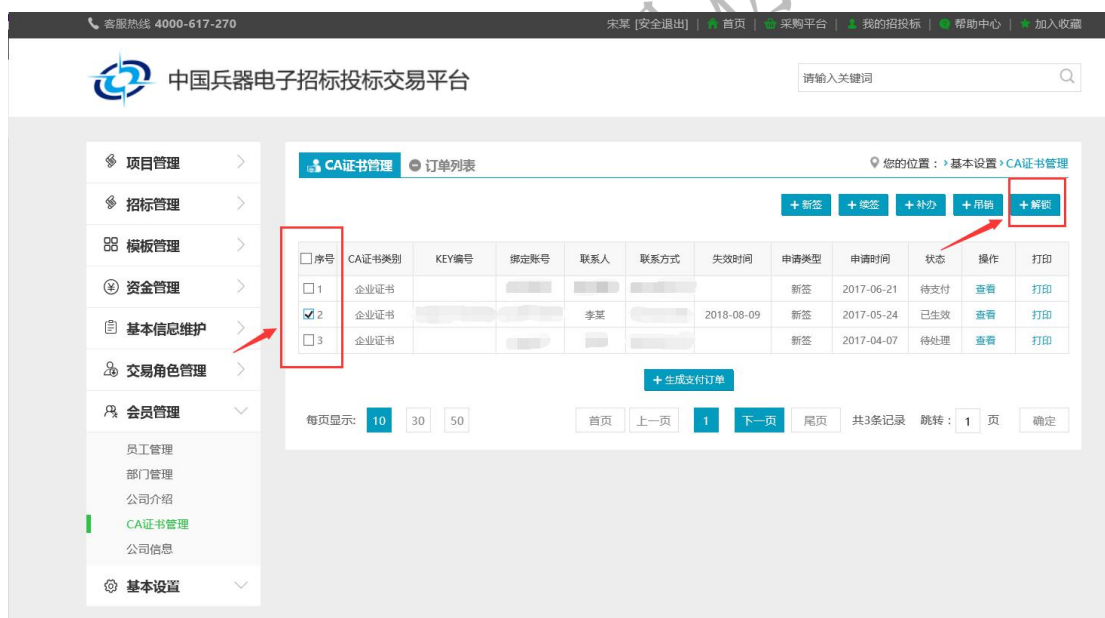 客服热线 4000-617-270
宋某 [安全退出] | 首页 | 采购平台 | 我的招投标 | 帮助中心 | 加入收藏
中国兵器电子招标投标交易平台
请输入关键词
项目管理
招标管理
模板管理
资金管理
基本信息维护
交易角色管理
会员管理
员工管理
部门管理
公司介绍
CA证书管理
公司信息
基本设置
CA证书管理 订单列表
您的位置：›基本设置›CA证书管理
+新签 +续签 +补办 +吊销 +解锁
序号 CA证书类别 KEY编号 绑定账号 联系人 联系方式 失效时间 申请类型 申请时间 状态 操作 打印
1 企业证书 新签 2017-06-21 待支付 查看 打印
2 企业证书 李某 2018-08-09 新签 2017-05-24 已生效 查看 打印
3 企业证书 新签 2017-04-07 待处理 查看 打印
+生成支付订单
每页显示: 10 30 50 首页 上一页 1 下一页 尾页 共3条记录 跳转： 1 页 确定